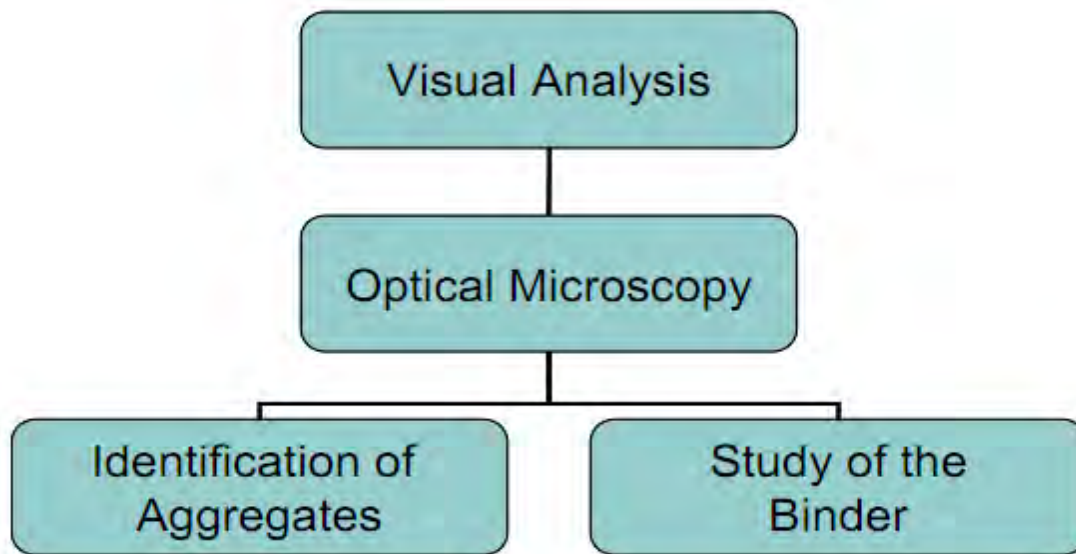 Visual Analysis
Optical Microscopy
Identification of
Aggregates
Study of the
Binder